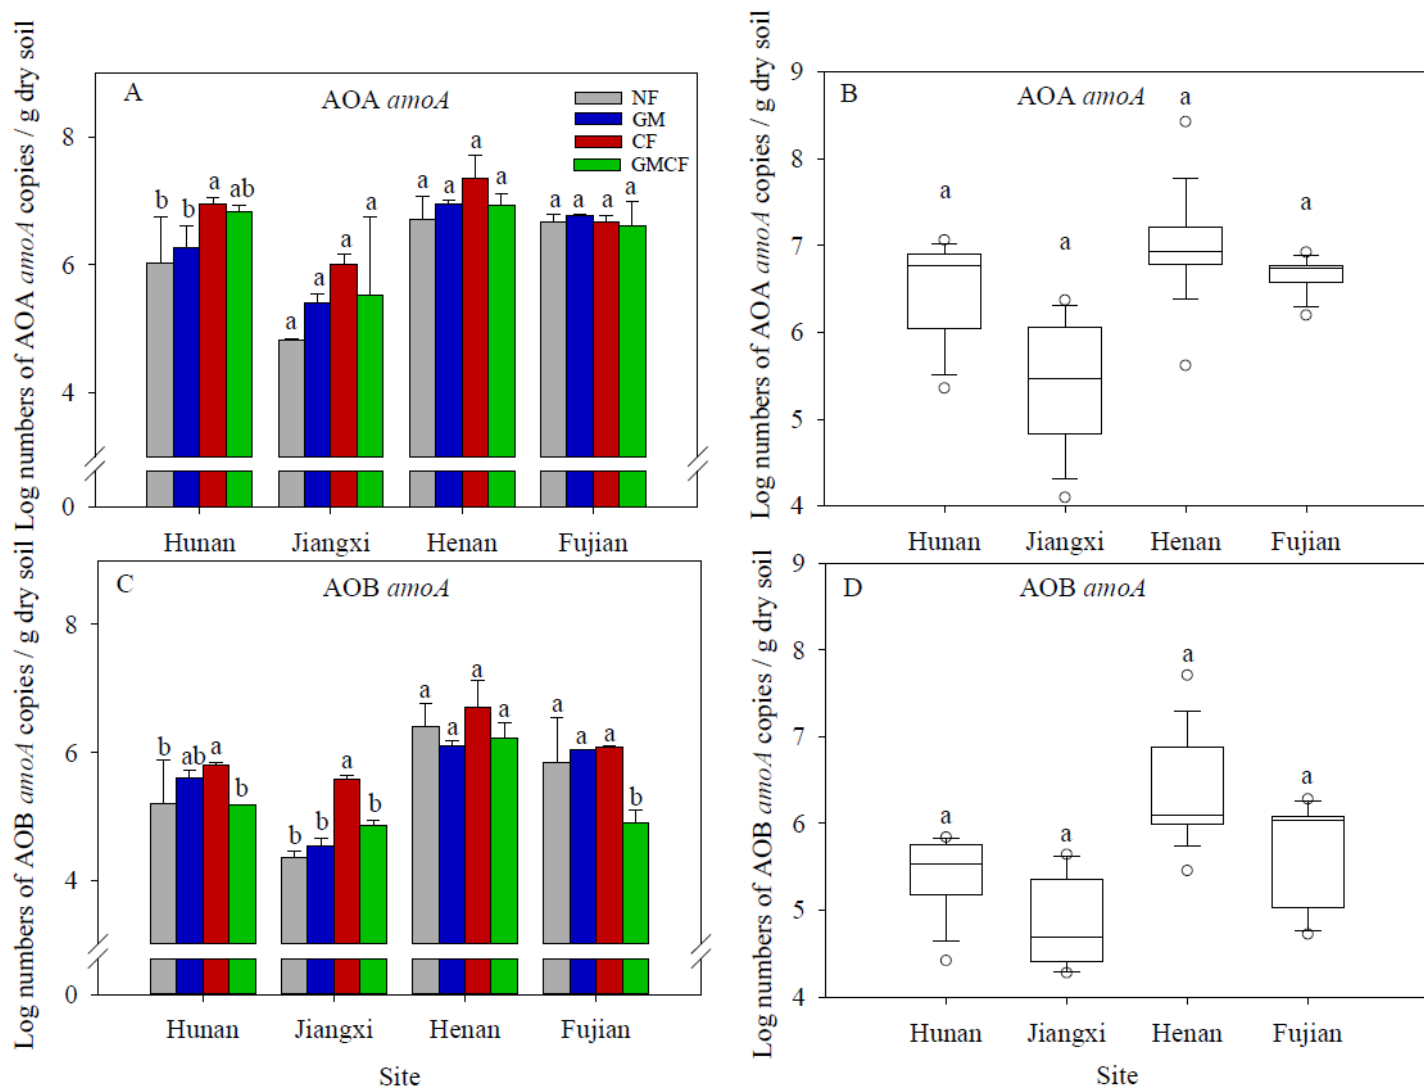 Log numbers of AOA amoA copies / g dry soil
A
AOA amoA
NF
GM
CF
GMCF
8
6
4
0
b
b
a
ab
a
a
a
a
a
a
a
a
a
a
a
a
Hunan
Jiangxi
Henan
Fujian
Log numbers of AOA amoA copies / g dry soil
B
AOA amoA
9
8
7
6
5
4
a
a
a
a
Hunan
Jiangxi
Henan
Fujian
Log numbers of AOB amoA copies / g dry soil
C
AOB amoA
8
6
4
0
b
ab
a
b
b
b
a
b
a
a
a
a
a
a
a
b
Hunan
Jiangxi
Henan
Fujian
Site
Log numbers of AOB amoA copies / g dry soil
D
AOB amoA
9
8
7
6
5
4
a
a
a
a
Hunan
Jiangxi
Henan
Fujian
Site